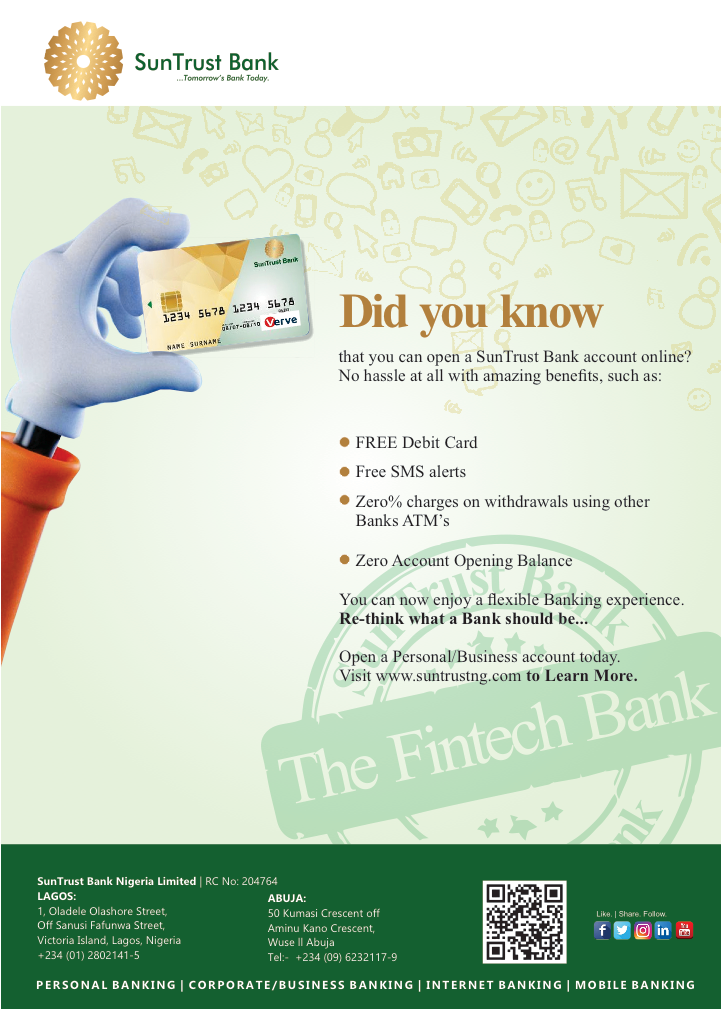 SunTrust Bank
...Tomorrow's Bank Today.
SunTrust Bank
1234 5678 1234 5678
08/07-08/10
Verve
NAME SURNAME
Did you know
that you can open a SunTrust Bank account online?
No hassle at all with amazing benefits, such as:
FREE Debit Card
Free SMS alerts
Zero% charges on withdrawals using other
Banks ATM's
Zero Account Opening Balance
You can now enjoy a flexible Banking experience.
Re-think what a Bank should be...
Open a Personal/Business account today.
Visit www.suntrustng.com to Learn More.
SunTrust Bank
The Fintech Bank
nk
SunTrust Bank Nigeria Limited | RC No: 204764
LAGOS:
1, Oladele Olashore Street,
Off Sanusi Fafunwa Street,
Victoria Island, Lagos, Nigeria
+234 (01) 2802141-5
ABUJA:
50 Kumasi Crescent off
Aminu Kano Crescent,
Wuse ll Abuja
Tel:- +234 (09) 6232117-9
Like. | Share. Follow.
PERSONAL BANKING | CORPORATE/BUSINESS BANKING | INTERNET BANKING | MOBILE BANKING